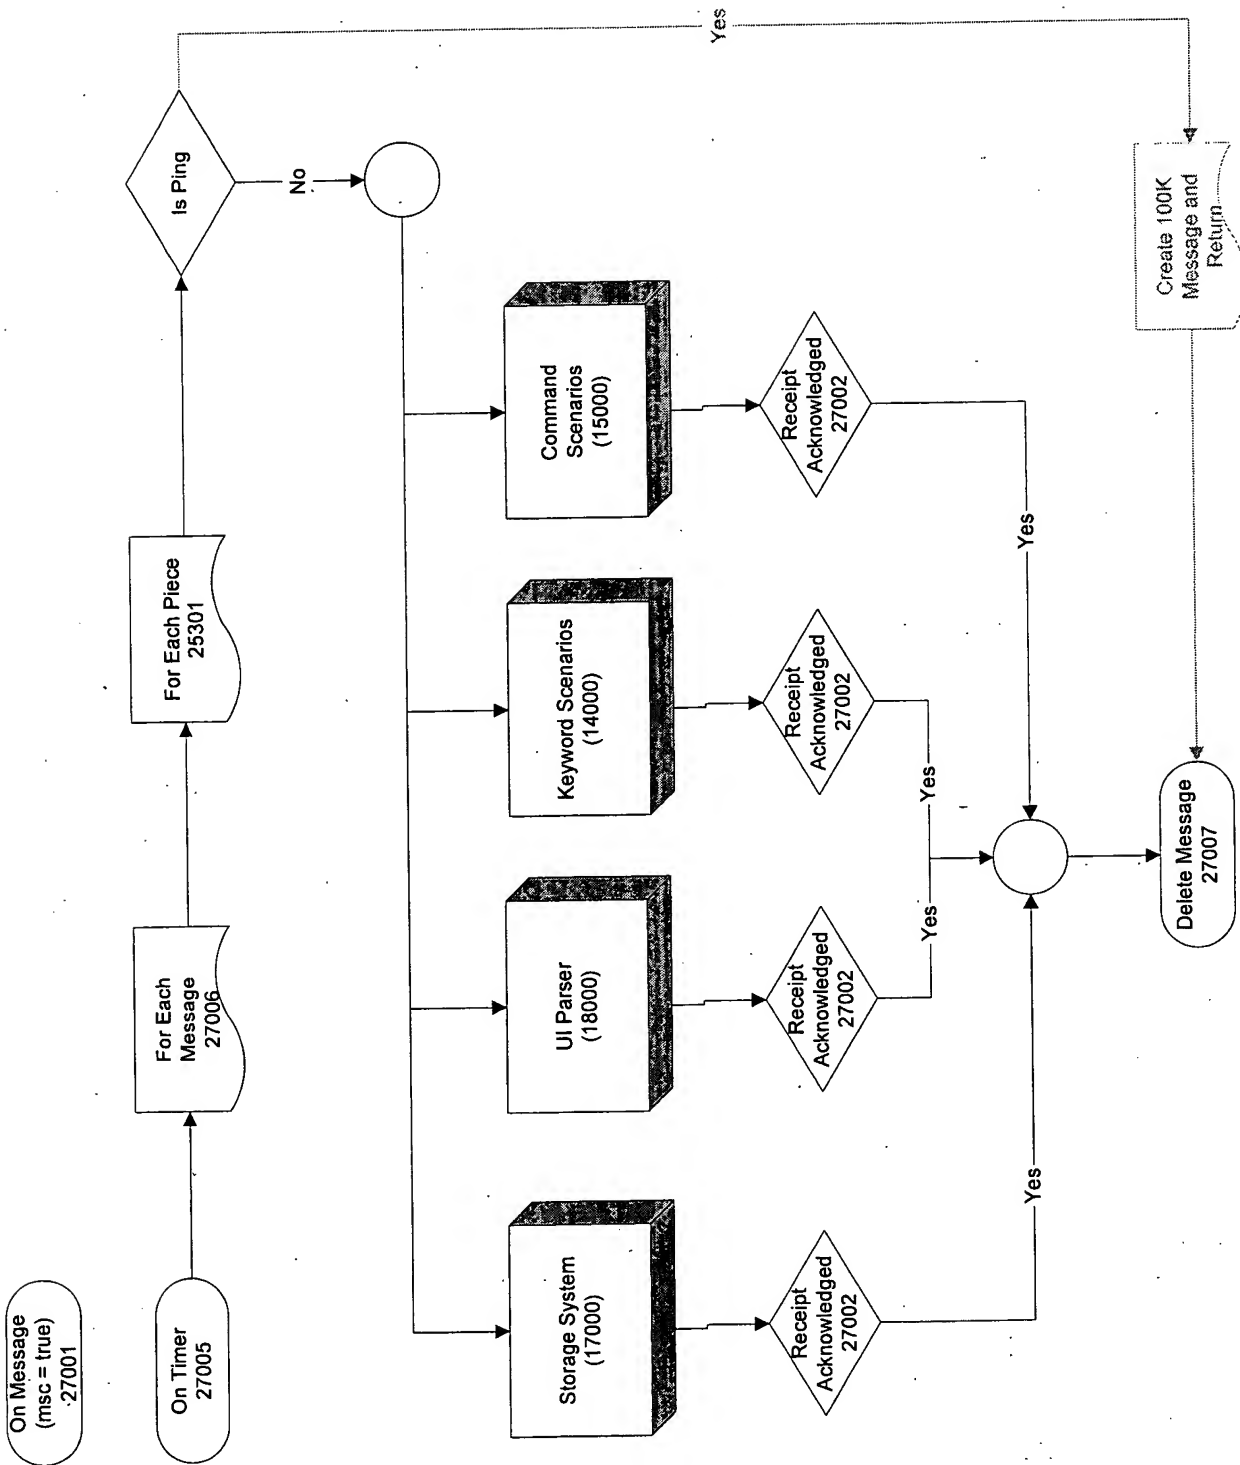 On Message
(msc = true)
27001
On Timer
27005
For Each
Message
27006
For Each Piece
25301
Is Ping
Yes
No
Storage System
(17000)
UI Parser
(18000)
Keyword Scenarios
(14000)
Command
Scenarios
(15000)
Receipt
Acknowledged
27002
Receipt
Acknowledged
27002
Receipt
Acknowledged
27002
Receipt
Acknowledged
27002
Yes
Yes
Yes
Yes
Create 100K
Message and
Return
Delete Message
27007